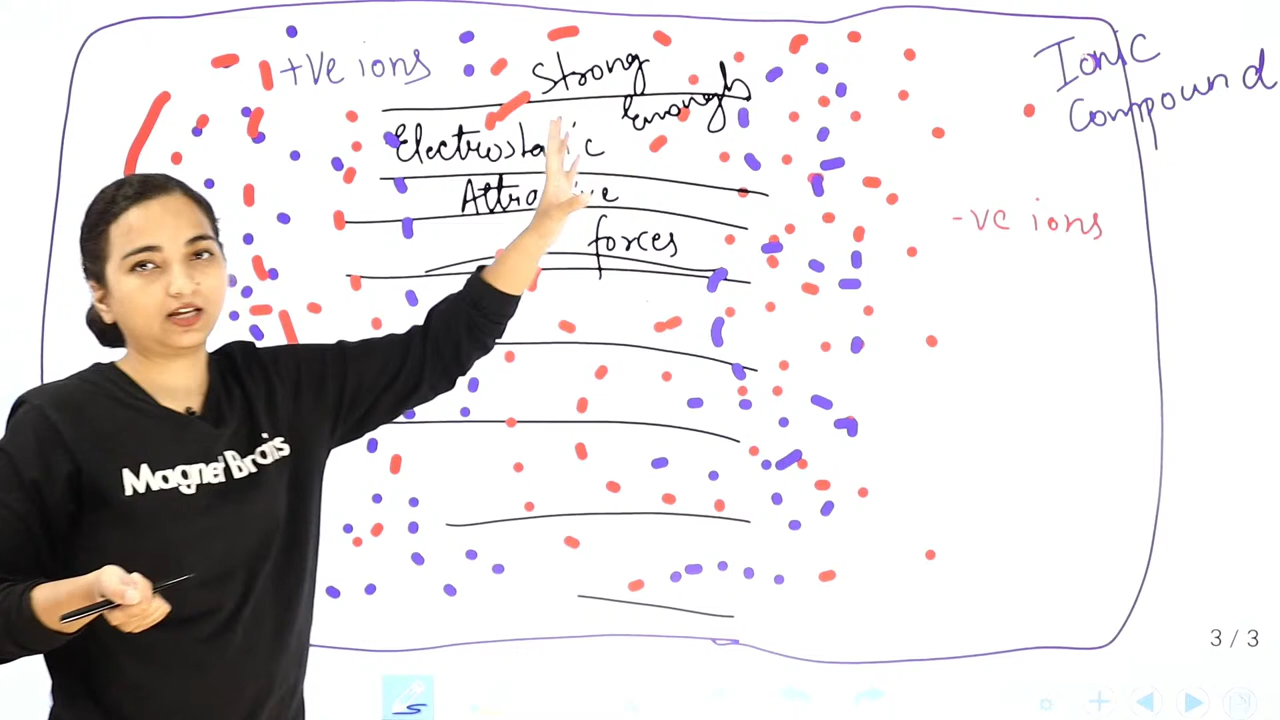 +ve ions
Strong
Enough
Electrostatic
Attractive
forces
Ionic
Compound
-ve ions
Magnet Brains
3 / 3